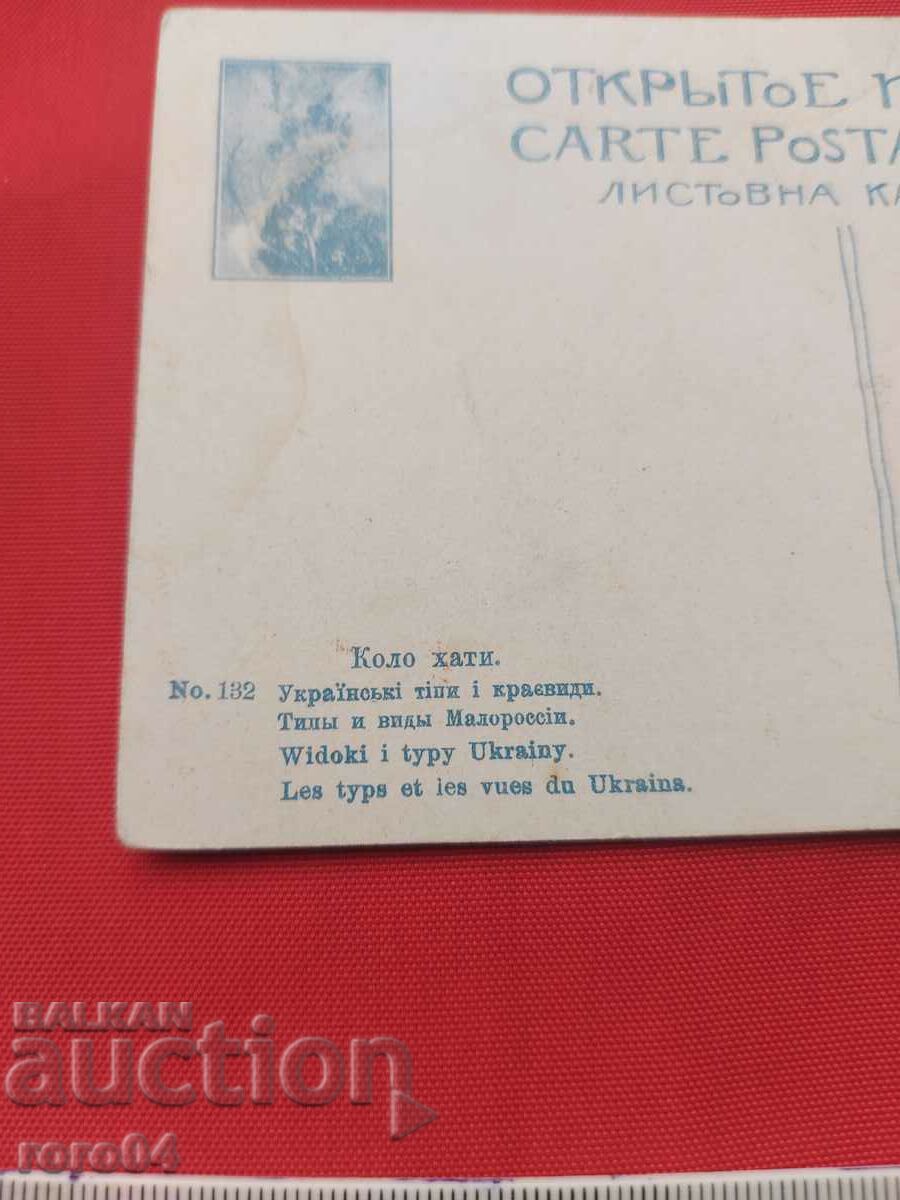 ОТКРЫТОЕ
CARTE POSTA
ЛИСТОВНА КА
Коло хати.
No. 132 Українські тіпи і краєвиди.
Типы и виды Малороссіи.
Widoki i typy Ukrainy.
Les typs et les vues du Ukraina.
BALKAN
auction
roro04